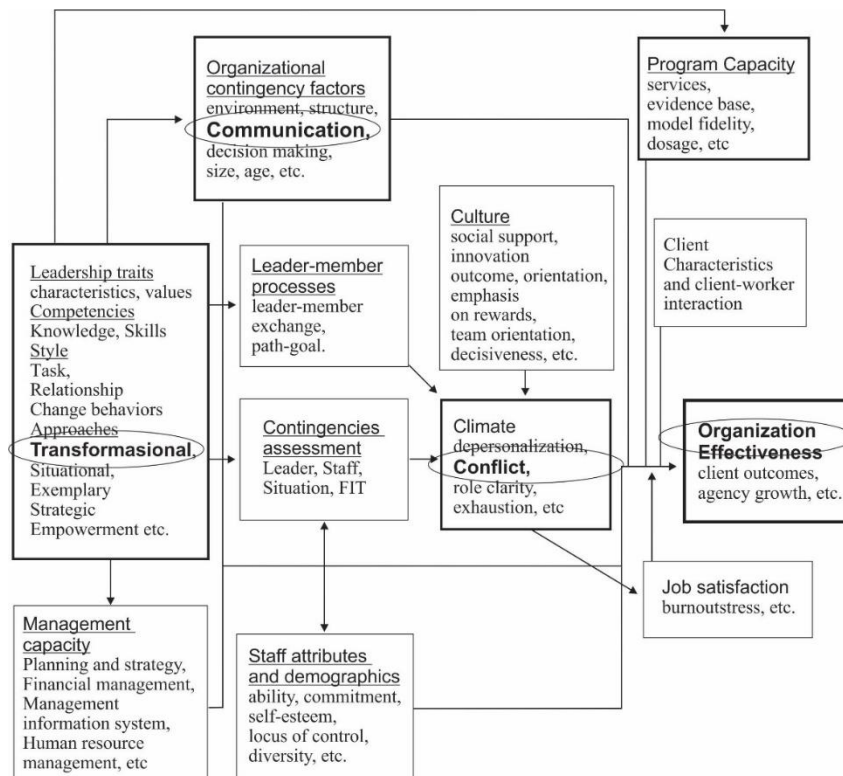 Organizational
contingency factors
environment, structure,
Communication,
decision making,
size, age, etc.
Program Capacity
services,
evidence base,
model fidelity,
dosage, etc
Culture
social support,
innovation
outcome, orientation,
emphasis
on rewards,
team orientation,
decisiveness, etc.
Client
Characteristics
and client-worker
interaction
Leadership traits
characteristics, values
Competencies
Knowledge, Skills
Style
Task,
Relationship
Change behaviors
Approaches
Transformasional,
Situational,
Exemplary
Strategic
Empowerment etc.
Leader-member
processes
leader-member
exchange,
path-goal.
Contingencies
assessment
Leader, Staff,
Situation, FIT
Climate
depersonalization,
Conflict,
role clarity,
exhaustion, etc
Organization
Effectiveness
client outcomes,
agency growth, etc.
Job satisfaction
burnoutstress, etc.
Management
capacity
Planning and strategy,
Financial management,
Management
information system,
Human resource
management, etc
Staff attributes
and demographics
ability, commitment,
self-esteem,
locus of control,
diversity, etc.